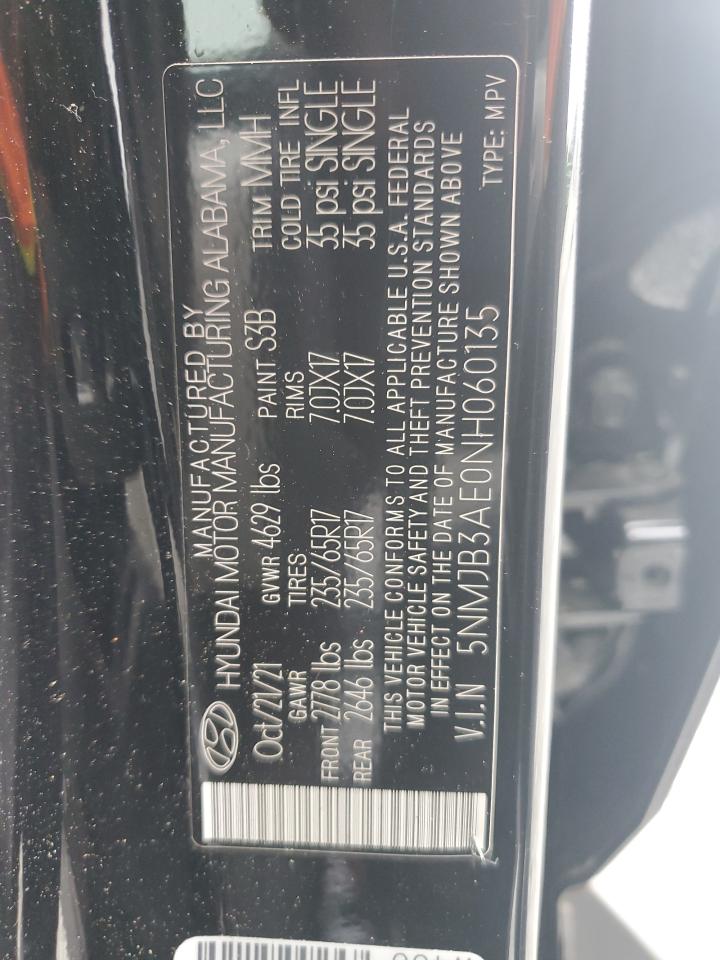 MANUFACTURED BY
HYUNDAI MOTOR MANUFACTURING ALABAMA, LLC
Oct/21/21 GVWR 4629 lbs PAINT S3B TRIM MMH
GAWR TIRES: RIMS COLD TIRE INFL
FRONT 2778 lbs 235/65R17 7.0JX17 35 psi SINGLE
REAR 2646 lbs 235/65R17 7.0JX17 35 psi SINGLE
THIS VEHICLE CONFORMS TO ALL APPLICABLE U.S.A. FEDERAL
MOTOR VEHICLE SAFETY AND THEFT PREVENTION STANDARDS
IN EFFECT ON THE DATE OF MANUFACTURE SHOWN ABOVE
V.I.N 5NMJB3AE0NH060135
TYPE: MPV